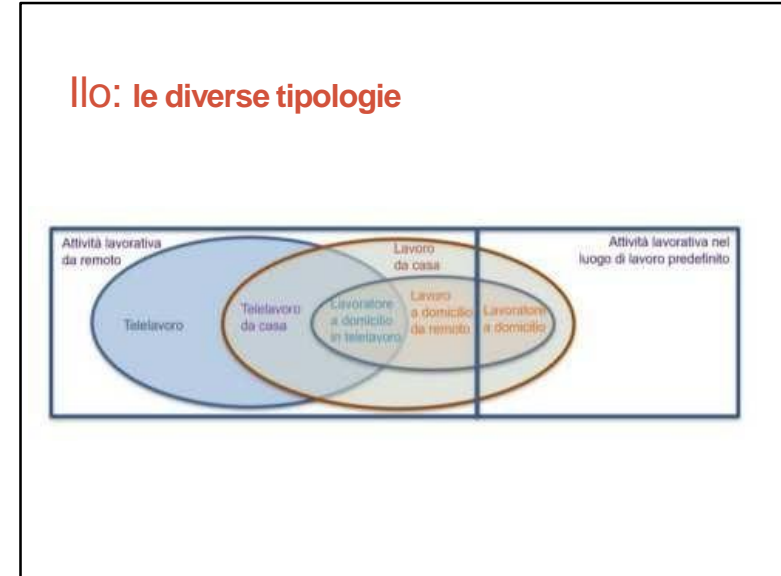 Ilo: le diverse tipologie
Attività lavorativa
da remoto
Lavoro
da casa
Attività lavorativa nel
luogo di lavoro predefinito
Telelavoro
Telelavoro
da casa
Lavoratore
a domicilio
in telelavoro
Lavoro
a domicilio
da remoto
Lavoratore
a domicilio